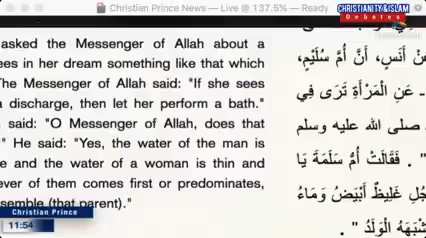 Christian Prince News — Live @ 137.5% — Ready
CHRISTIANITY&ISLAM
Debates
asked the Messenger of Allah about a
ees in her dream something like that which
The Messenger of Allah said: "If she sees
a discharge, then let her perform a bath."
said: "O Messenger of Allah, does that
" He said: "Yes, the water of the man is
e and the water of a woman is thin and
ever of them comes first or predominates,
semble (that parent)."
عَنْ أَنَسٍ، أَنَّ أُمَّ سُلَيْمٍ،
ـ عَنِ الْمَرْأَةِ تَرَى فِي
صلى الله عليه وسلم
" . فَقَالَتْ أُمُّ سَلَمَةَ يَا
جُلِ غَلِيظٌ أَبْيَضُ وَمَاءُ
شْبَهَهُ الْوَلَدُ " .
Christian Prince
11:54